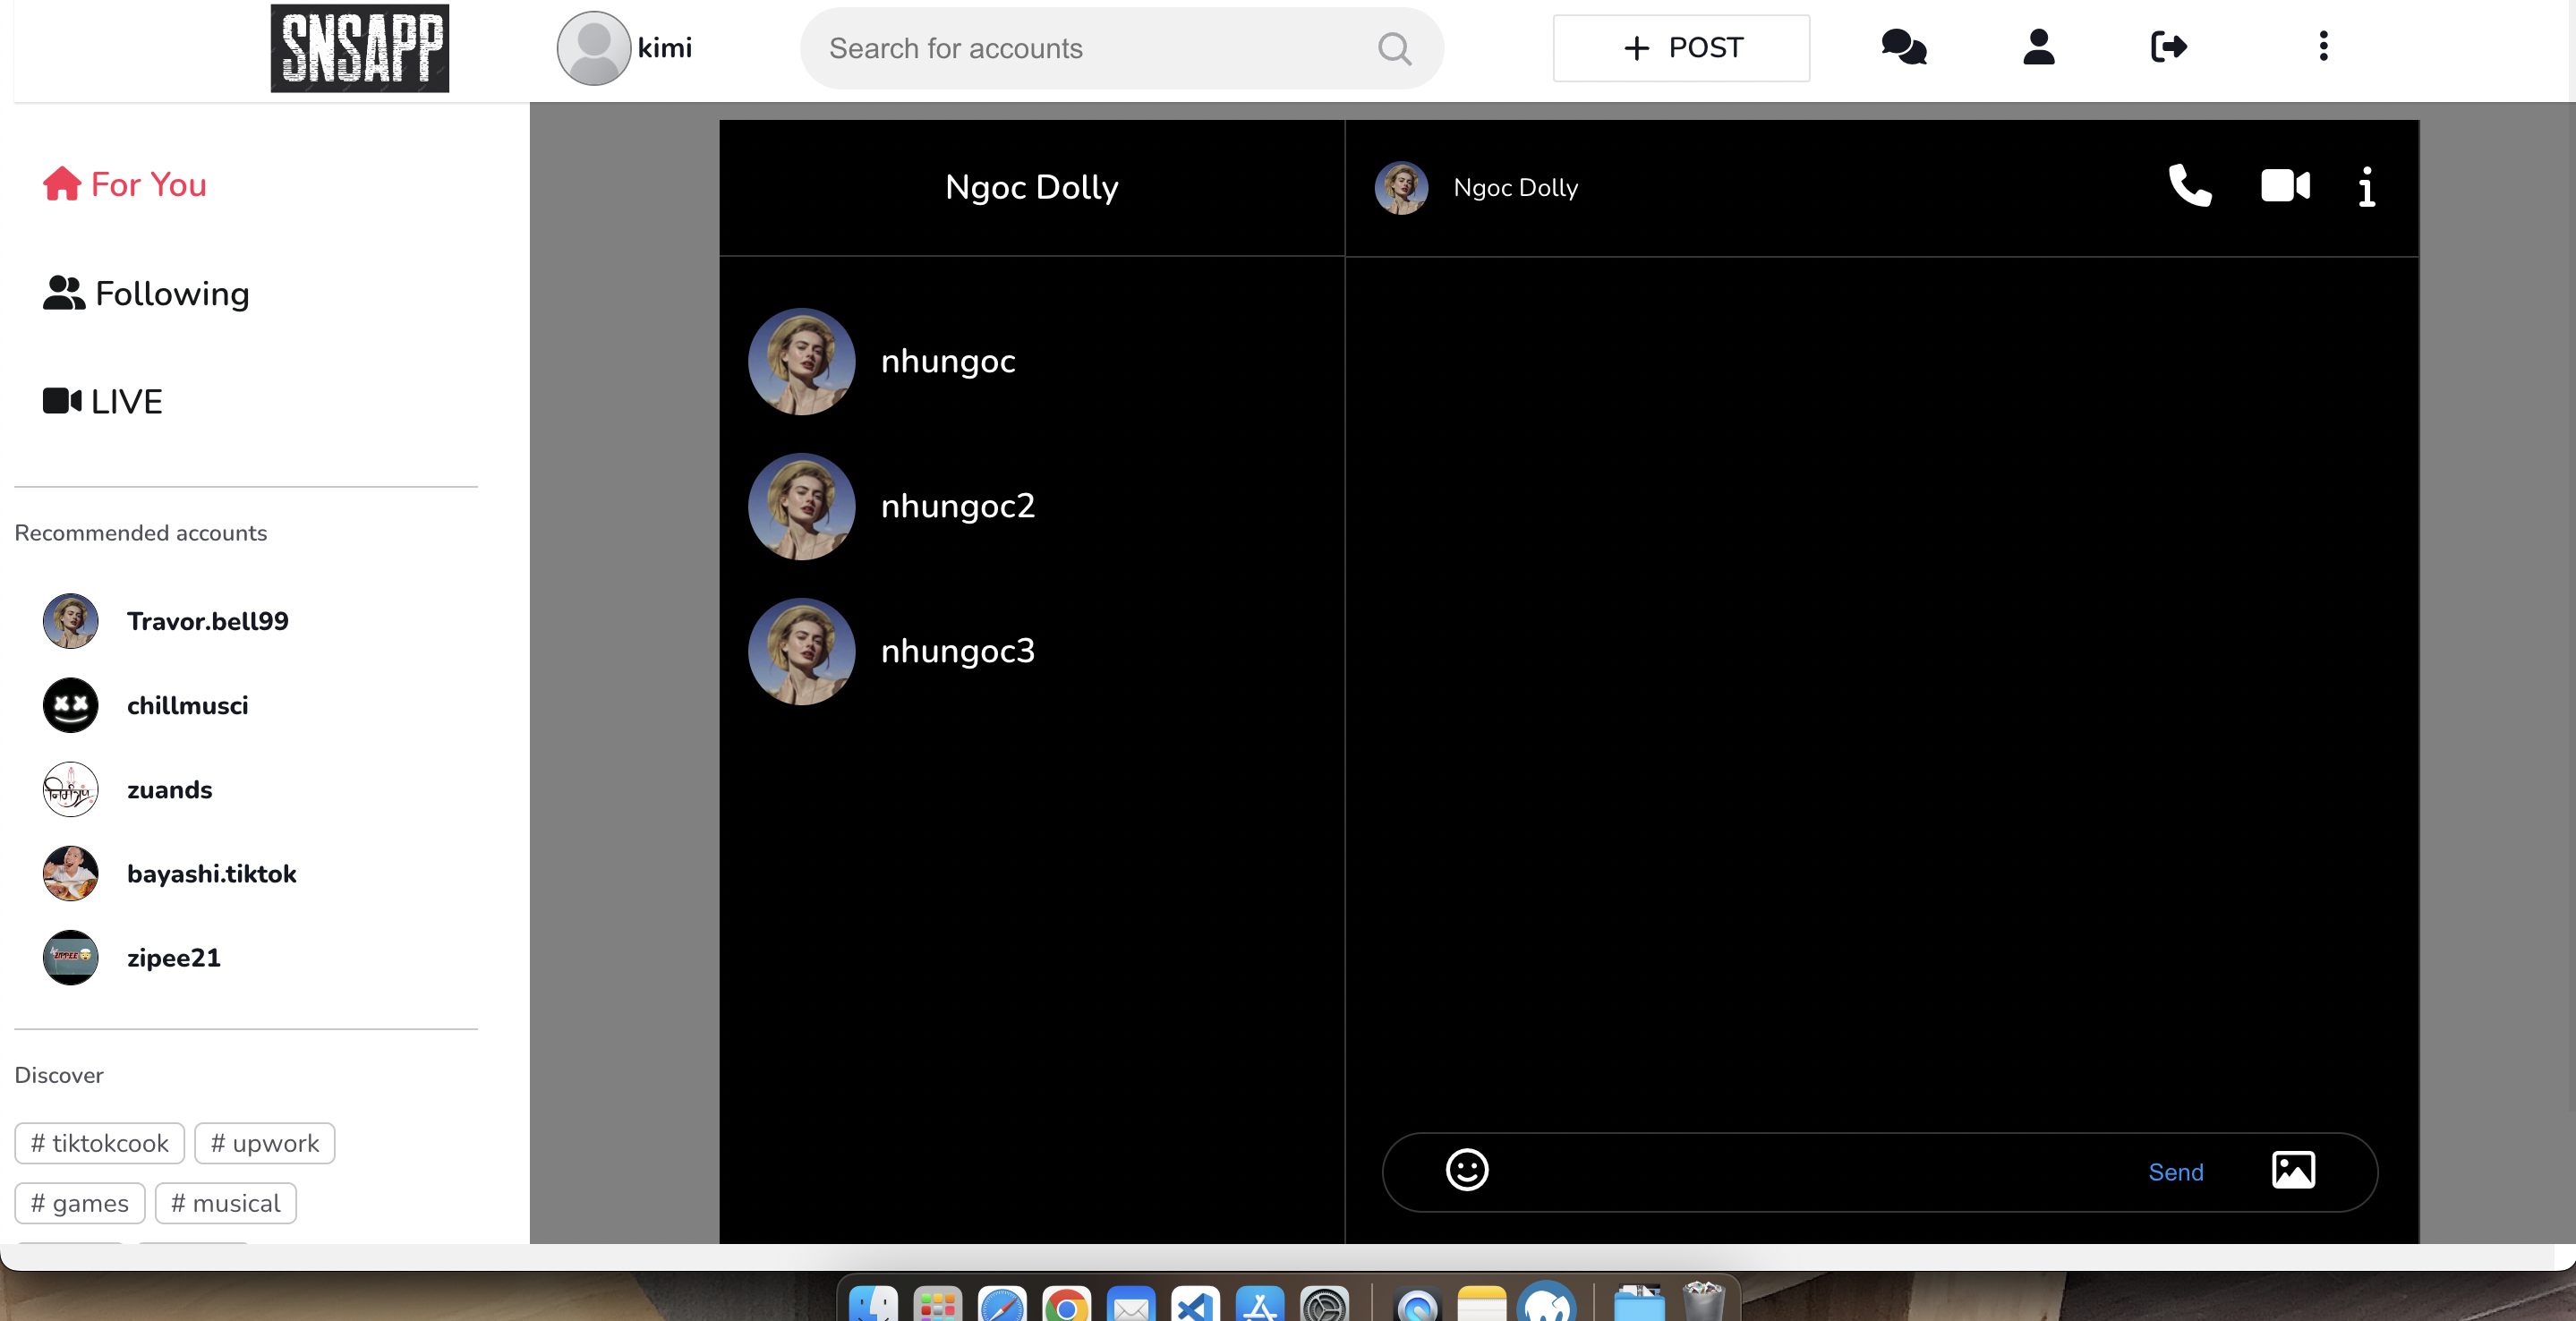 SNSAPP
kimi
Search for accounts
+ POST
For You
Following
LIVE
Recommended accounts
Travor.bell99
chillmusci
zuands
bayashi.tiktok
zipee21
Discover
# tiktokcook # upwork
# games # musical
Ngoc Dolly
nhungoc
nhungoc2
nhungoc3
Ngoc Dolly
Send